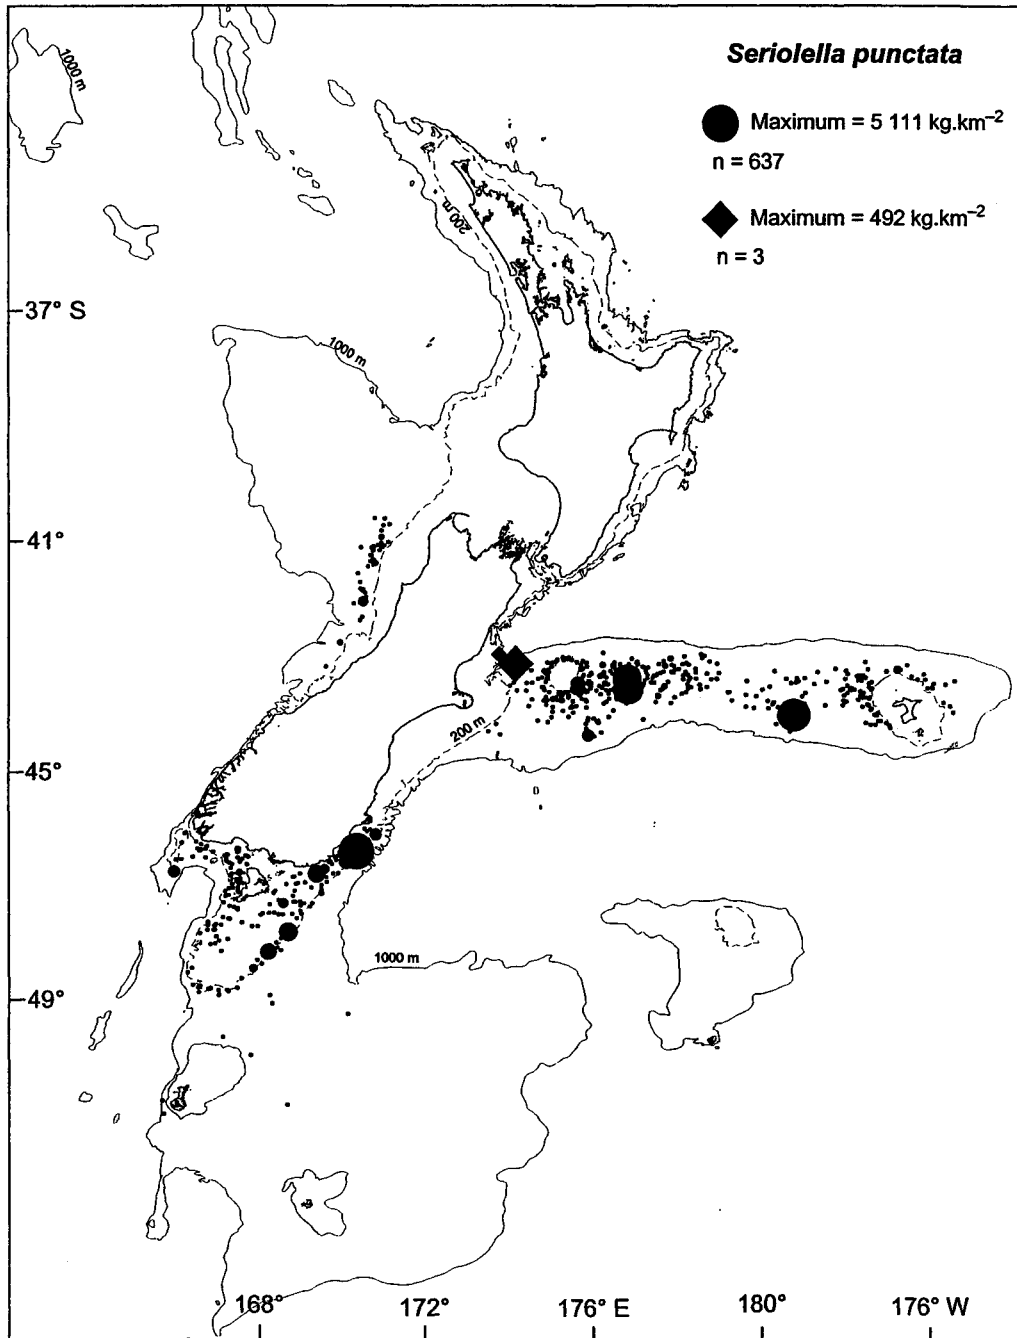 1000 m
Seriolella punctata
Maximum = 5 111 kg.km⁻²
n = 637
200 m
Maximum = 492 kg.km⁻²
n = 3
37° S
1000 m
41°
200 m
45°
1000 m
49°
168°
172°
176° E
180°
176° W